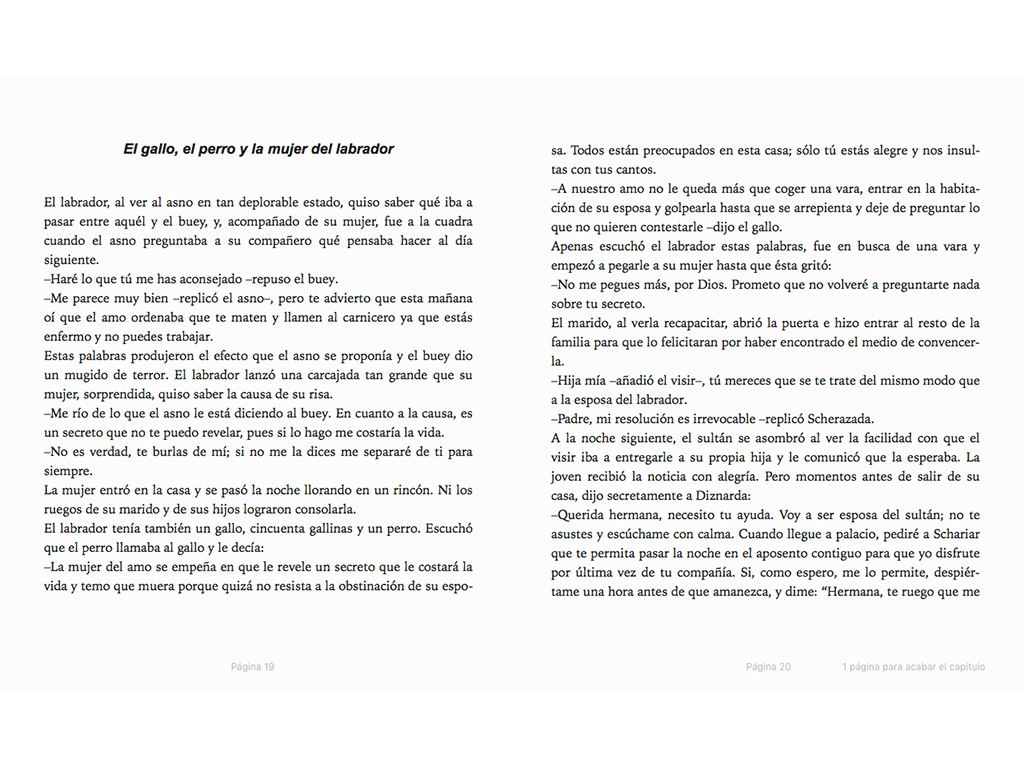 El gallo, el perro y la mujer del labrador
El labrador, al ver al asno en tan deplorable estado, quiso saber qué iba a
pasar entre aquél y el buey, y, acompañado de su mujer, fue a la cuadra
cuando el asno preguntaba a su compañero qué pensaba hacer al día
siguiente.
–Haré lo que tú me has aconsejado –repuso el buey.
–Me parece muy bien –replicó el asno–, pero te advierto que esta mañana
oí que el amo ordenaba que te maten y llamen al carnicero ya que estás
enfermo y no puedes trabajar.
Estas palabras produjeron el efecto que el asno se proponía y el buey dio
un mugido de terror. El labrador lanzó una carcajada tan grande que su
mujer, sorprendida, quiso saber la causa de su risa.
–Me río de lo que el asno le está diciendo al buey. En cuanto a la causa, es
un secreto que no te puedo revelar, pues si lo hago me costaría la vida.
–No es verdad, te burlas de mí; si no me la dices me separaré de ti para
siempre.
La mujer entró en la casa y se pasó la noche llorando en un rincón. Ni los
ruegos de su marido y de sus hijos lograron consolarla.
El labrador tenía también un gallo, cincuenta gallinas y un perro. Escuchó
que el perro llamaba al gallo y le decía:
–La mujer del amo se empeña en que le revele un secreto que le costará la
vida y temo que muera porque quizá no resista a la obstinación de su espo-
Página 19
sa. Todos están preocupados en esta casa; sólo tú estás alegre y nos insul-
tas con tus cantos.
–A nuestro amo no le queda más que coger una vara, entrar en la habita-
ción de su esposa y golpearla hasta que se arrepienta y deje de preguntar lo
que no quieren contestarle –dijo el gallo.
Apenas escuchó el labrador estas palabras, fue en busca de una vara y
empezó a pegarle a su mujer hasta que ésta gritó:
–No me pegues más, por Dios. Prometo que no volveré a preguntarte nada
sobre tu secreto.
El marido, al verla recapacitar, abrió la puerta e hizo entrar al resto de la
familia para que lo felicitaran por haber encontrado el medio de convencer-
la.
–Hija mía –añadió el visir–, tú mereces que se te trate del mismo modo que
a la esposa del labrador.
–Padre, mi resolución es irrevocable –replicó Scherazada.
A la noche siguiente, el sultán se asombró al ver la facilidad con que el
visir iba a entregarle a su propia hija y le comunicó que la esperaba. La
joven recibió la noticia con alegría. Pero momentos antes de salir de su
casa, dijo secretamente a Diznarda:
–Querida hermana, necesito tu ayuda. Voy a ser esposa del sultán; no te
asustes y escúchame con calma. Cuando llegue a palacio, pediré a Schariar
que te permita pasar la noche en el aposento contiguo para que yo disfrute
por última vez de tu compañía. Si, como espero, me lo permite, despiér-
tame una hora antes de que amanezca, y dime: “Hermana, te ruego que me
Página 20
1 página para acabar el capítulo